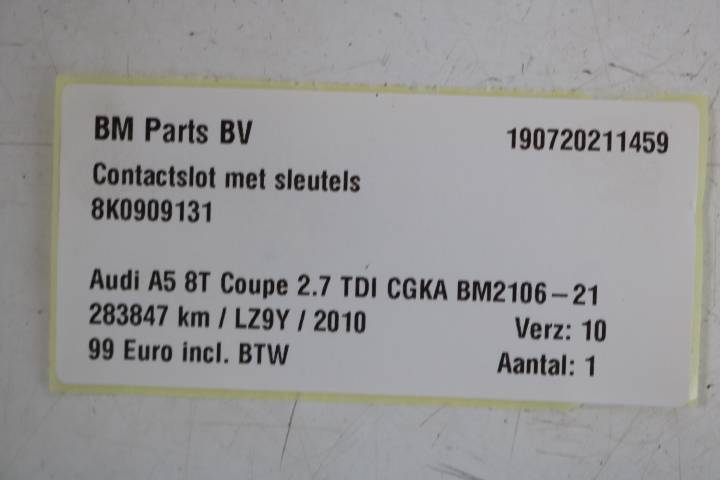 BM Parts BV 190720211459
Contactslot met sleutels
8K0909131
Audi A5 8T Coupe 2.7 TDI CGKA BM2106-21
283847 km / LZ9Y / 2010 Verz: 10
99 Euro incl. BTW Aantal: 1